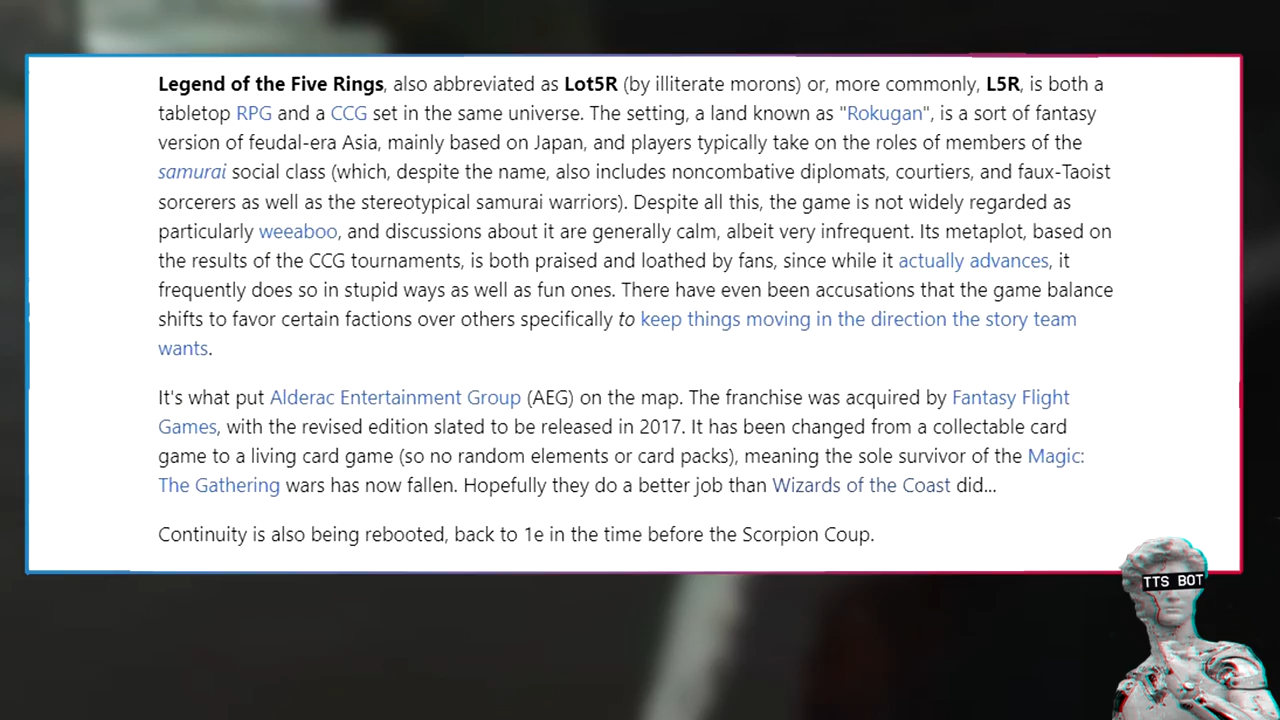 Legend of the Five Rings, also abbreviated as Lot5R (by illiterate morons) or, more commonly, L5R, is both a
tabletop RPG and a CCG set in the same universe. The setting, a land known as "Rokugan", is a sort of fantasy
version of feudal-era Asia, mainly based on Japan, and players typically take on the roles of members of the
samurai social class (which, despite the name, also includes noncombative diplomats, courtiers, and faux-Taoist
sorcerers as well as the stereotypical samurai warriors). Despite all this, the game is not widely regarded as
particularly weeaboo, and discussions about it are generally calm, albeit very infrequent. Its metaplot, based on
the results of the CCG tournaments, is both praised and loathed by fans, since while it actually advances, it
frequently does so in stupid ways as well as fun ones. There have even been accusations that the game balance
shifts to favor certain factions over others specifically to keep things moving in the direction the story team
wants.
It's what put Alderac Entertainment Group (AEG) on the map. The franchise was acquired by Fantasy Flight
Games, with the revised edition slated to be released in 2017. It has been changed from a collectable card
game to a living card game (so no random elements or card packs), meaning the sole survivor of the Magic:
The Gathering wars has now fallen. Hopefully they do a better job than Wizards of the Coast did...
Continuity is also being rebooted, back to 1e in the time before the Scorpion Coup.
TTS BOT